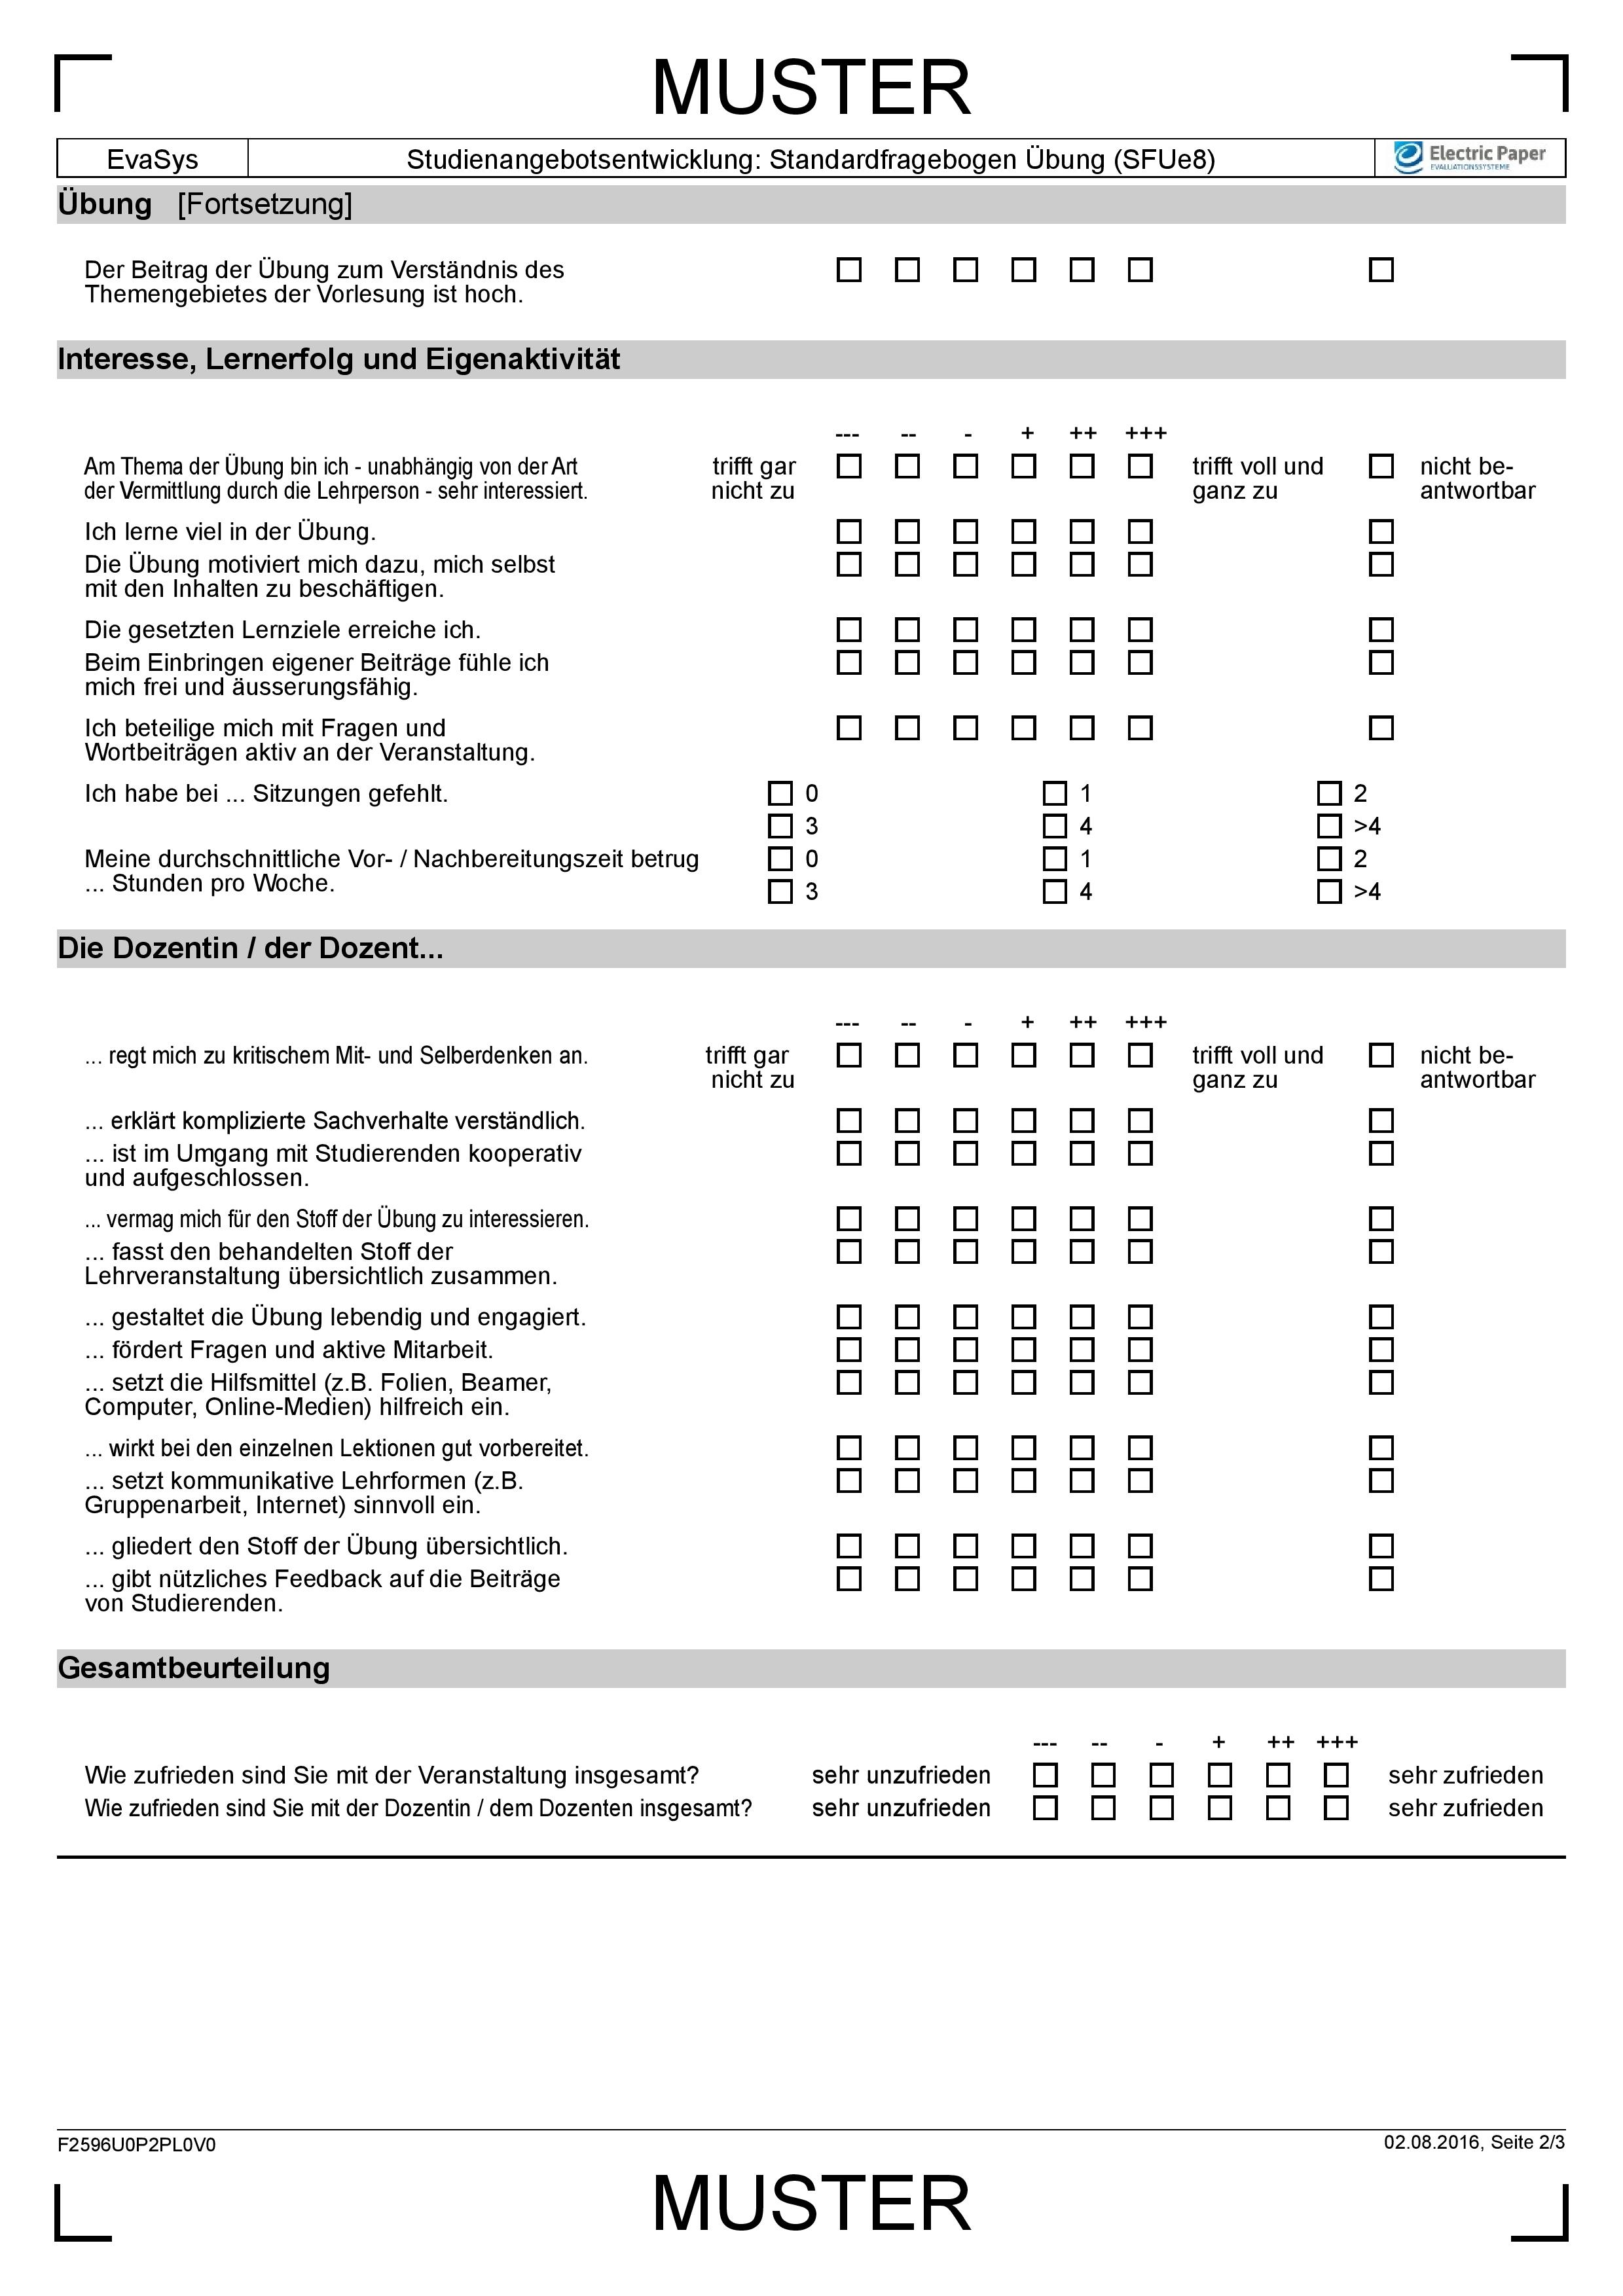 MUSTER
EvaSys Studienangebotsentwicklung: Standardfragebogen Übung (SFUe8) Electric Paper
EVALUATIONSSYSTEME
Übung [Fortsetzung]
Der Beitrag der Übung zum Verständnis des
Themengebietes der Vorlesung ist hoch.
Interesse, Lernerfolg und Eigenaktivität
--- -- - + ++ +++
Am Thema der Übung bin ich - unabhängig von der Art trifft gar trifft voll und nicht be-
der Vermittlung durch die Lehrperson - sehr interessiert. nicht zu ganz zu antwortbar
Ich lerne viel in der Übung.
Die Übung motiviert mich dazu, mich selbst
mit den Inhalten zu beschäftigen.
Die gesetzten Lernziele erreiche ich.
Beim Einbringen eigener Beiträge fühle ich
mich frei und äusserungsfähig.
Ich beteilige mich mit Fragen und
Wortbeiträgen aktiv an der Veranstaltung.
Ich habe bei ... Sitzungen gefehlt. 0 1 2
3 4 >4
Meine durchschnittliche Vor- / Nachbereitungszeit betrug 0 1 2
... Stunden pro Woche. 3 4 >4
Die Dozentin / der Dozent...
--- -- - + ++ +++
... regt mich zu kritischem Mit- und Selberdenken an. trifft gar trifft voll und nicht be-
nicht zu ganz zu antwortbar
... erklärt komplizierte Sachverhalte verständlich.
... ist im Umgang mit Studierenden kooperativ
und aufgeschlossen.
... vermag mich für den Stoff der Übung zu interessieren.
... fasst den behandelten Stoff der
Lehrveranstaltung übersichtlich zusammen.
... gestaltet die Übung lebendig und engagiert.
... fördert Fragen und aktive Mitarbeit.
... setzt die Hilfsmittel (z.B. Folien, Beamer,
Computer, Online-Medien) hilfreich ein.
... wirkt bei den einzelnen Lektionen gut vorbereitet.
... setzt kommunikative Lehrformen (z.B.
Gruppenarbeit, Internet) sinnvoll ein.
... gliedert den Stoff der Übung übersichtlich.
... gibt nützliches Feedback auf die Beiträge
von Studierenden.
Gesamtbeurteilung
--- -- - + ++ +++
Wie zufrieden sind Sie mit der Veranstaltung insgesamt? sehr unzufrieden sehr zufrieden
Wie zufrieden sind Sie mit der Dozentin / dem Dozenten insgesamt? sehr unzufrieden sehr zufrieden
F2596U0P2PL0V0 02.08.2016, Seite 2/3
MUSTER